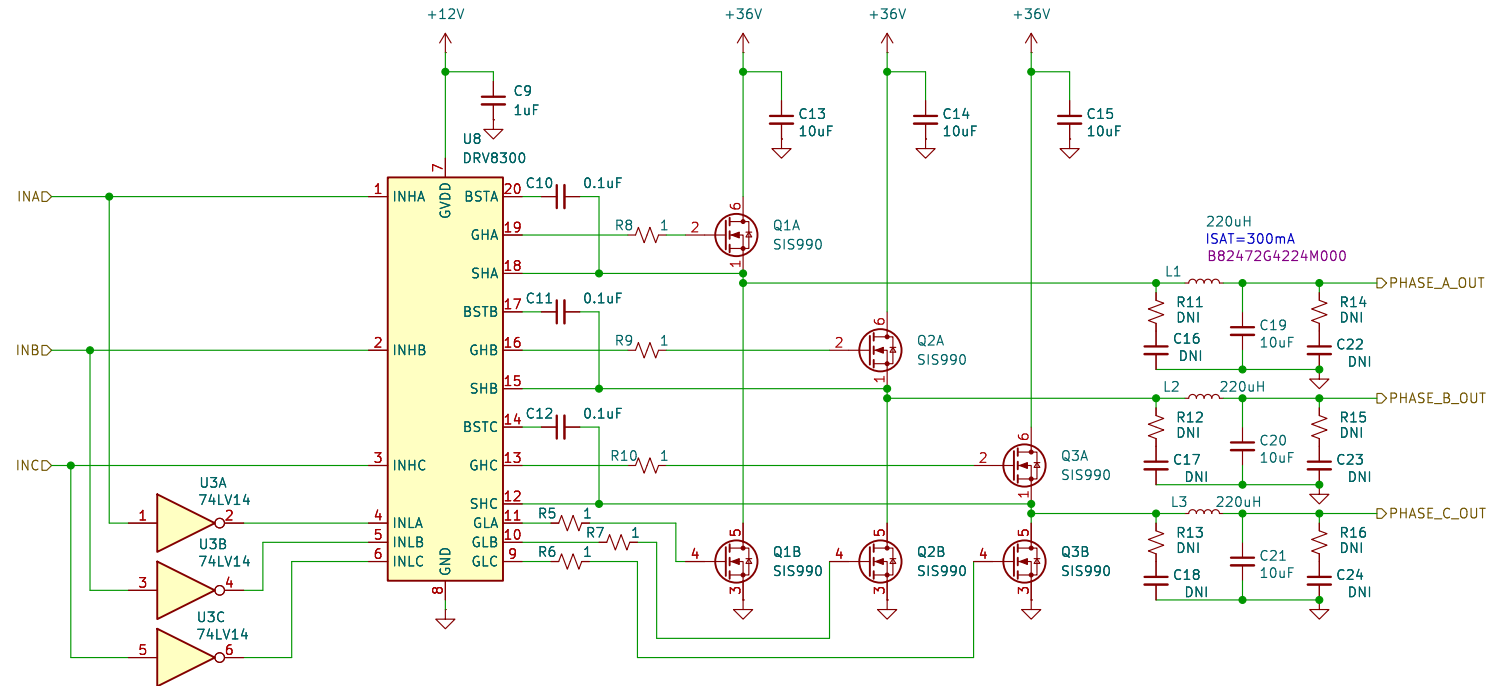 +12V
+36V
+36V
+36V
C9
1uF
C13
10uF
C14
10uF
C15
10uF
U8
DRV8300
7
GVDD
INA
1
INHA
BSTA
20
C10
0.1uF
GHA
19
R8
1
2
6
Q1A
SIS990
1
SHA
18
BSTB
17
C11
0.1uF
INB
2
INHB
GHB
16
R9
1
2
6
Q2A
SIS990
1
SHB
15
BSTC
14
C12
0.1uF
INC
3
INHC
GHC
13
R10
1
2
6
Q3A
SIS990
1
SHC
12
220uH
ISAT=300mA
B82472G4224M000
L1
PHASE_A_OUT
R11
DNI
C16
DNI
C19
10uF
R14
DNI
C22
DNI
L2
220uH
PHASE_B_OUT
R12
DNI
C17
DNI
C20
10uF
R15
DNI
C23
DNI
L3
220uH
PHASE_C_OUT
R13
DNI
C18
DNI
C21
10uF
R16
DNI
C24
DNI
U3A
74LV14
1
2
4
INLA
GLA
11
R5
1
U3B
74LV14
3
4
5
INLB
GLB
10
R7
1
6
INLC
GLC
9
R6
1
GND
8
U3C
74LV14
5
6
4
5
Q1B
SIS990
3
4
5
Q2B
SIS990
3
4
5
Q3B
SIS990
3